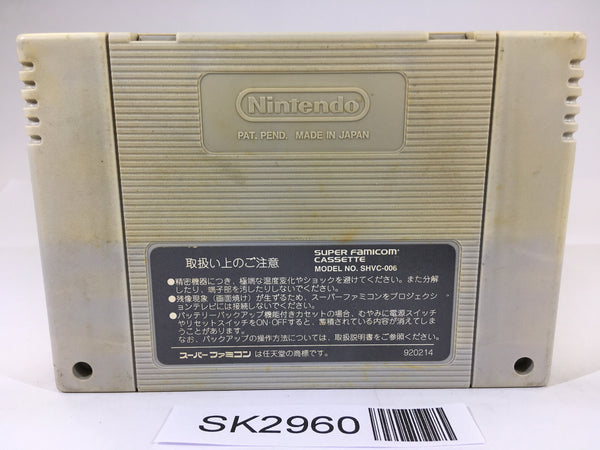 Nintendo
PAT. PEND. MADE IN JAPAN
取扱い上のご注意
SUPER FAMICOM
CASSETTE
MODEL NO. SHVC-006
●精密機器につき、極端な温度変化やショックを避けてください。また分解
したり、端子部を汚したりしないでください。
●残像現象（画面焼け）が生ずるため、スーパーファミコンをプロジェクシ
ョンテレビには接続しないでください。
●バッテリーバックアップ機能付きカセットの場合、むやみに電源スイッチ
やリセットスイッチをON・OFFすると、蓄積されている内容が消えてしま
うことがあります。
なお、バックアップの操作方法については、取扱説明書をご参照ください。
スーパーファミコン は任天堂の商標です。
920214
SK2960